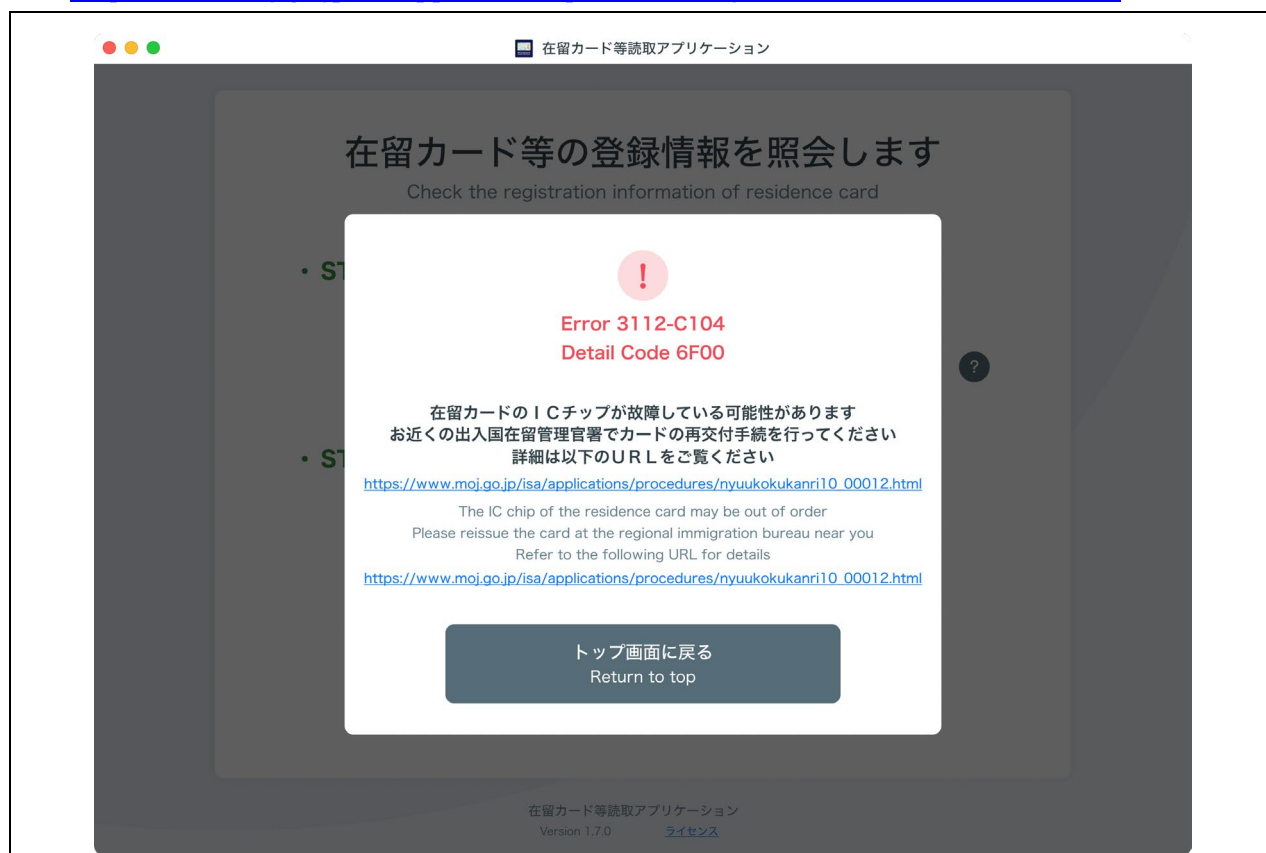 在留カード等読取アプリケーション
在留カード等の登録情報を照会します
Check the registration information of residence card
• ST
!
Error 3112-C104
Detail Code 6F00
?
在留カードのＩＣチップが故障している可能性があります
お近くの出入国在留管理官署でカードの再交付手続を行ってください
• ST
詳細は以下のＵＲＬをご覧ください
https://www.moj.go.jp/isa/applications/procedures/nyuukokukanri10_00012.html
The IC chip of the residence card may be out of order
Please reissue the card at the regional immigration bureau near you
Refer to the following URL for details
https://www.moj.go.jp/isa/applications/procedures/nyuukokukanri10_00012.html
トップ画面に戻る
Return to top
在留カード等読取アプリケーション
Version 1.7.0 ライセンス